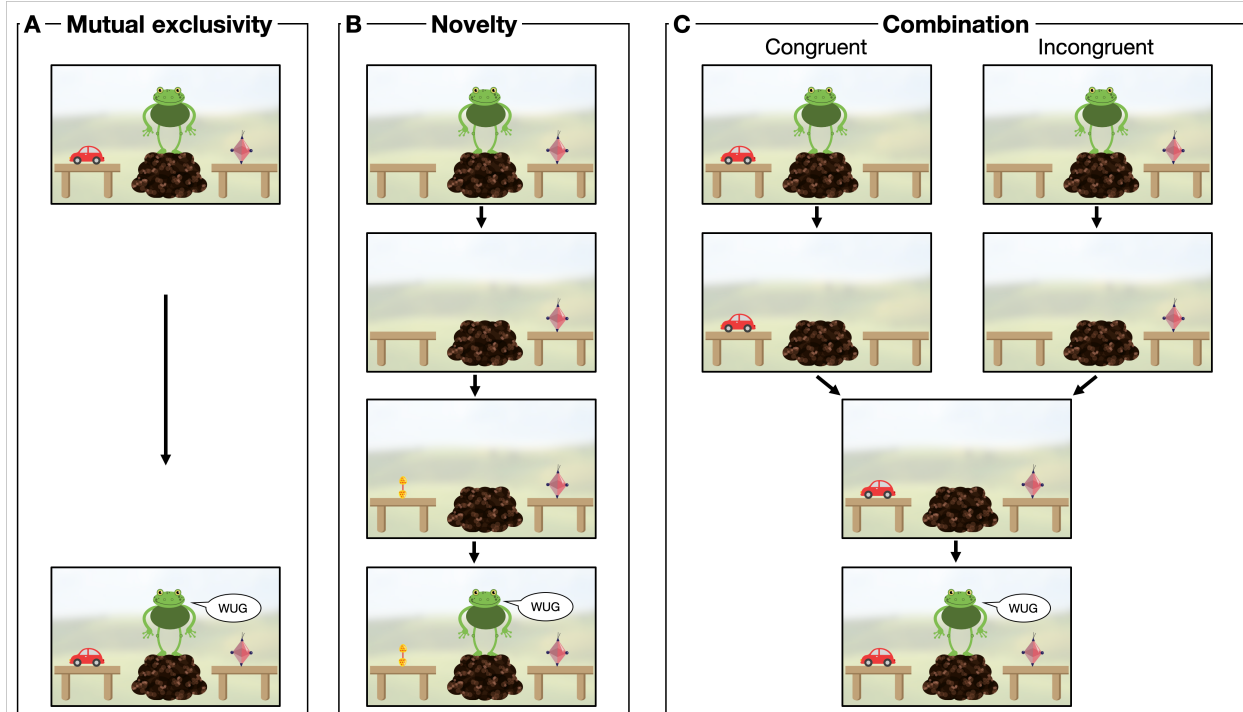 A Mutual exclusivity
B Novelty
C Combination
Congruent Incongruent
WUG
WUG
WUG